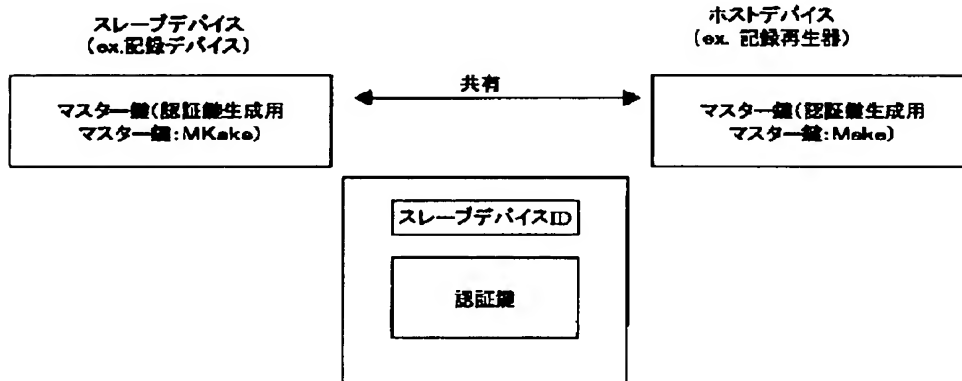 スレーブデバイス
(ex.記録デバイス)
ホストデバイス
(ex. 記録再生器)
マスター鍵(認証鍵生成用
マスター鍵:MKake)
共有
マスター鍵(認証鍵生成用
マスター鍵:Make)
スレーブデバイスID
認証鍵